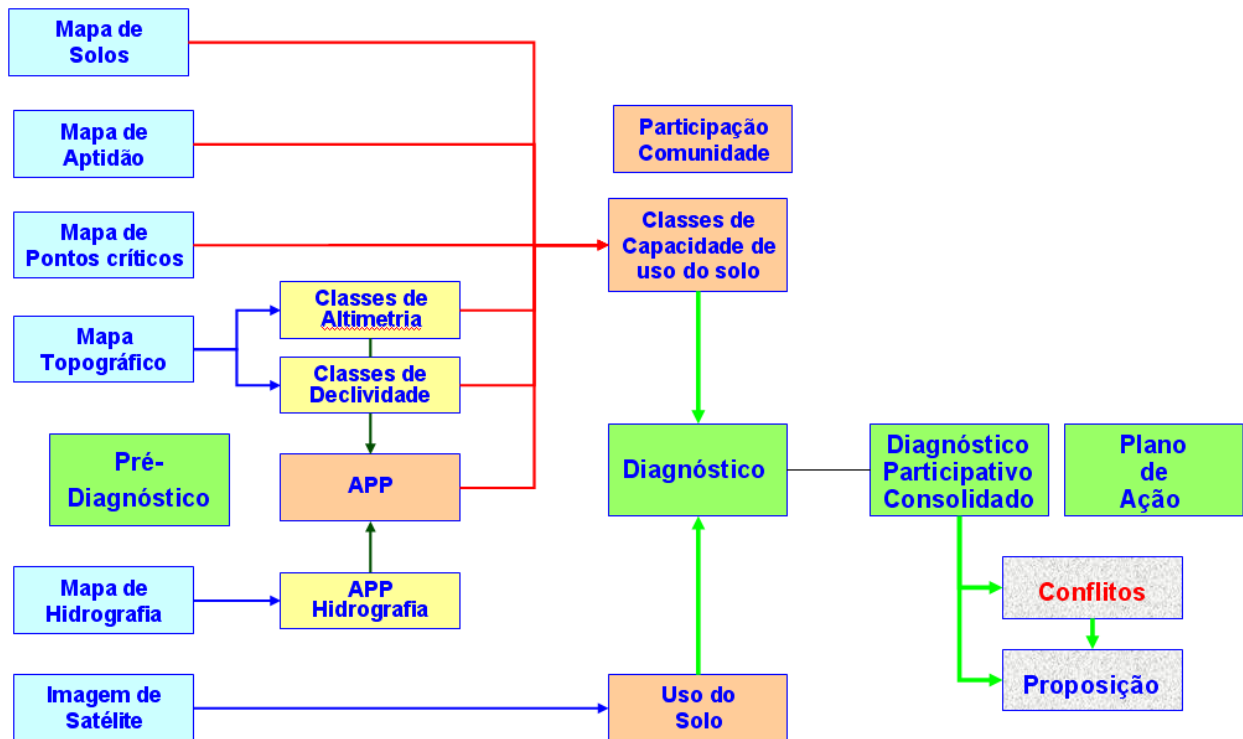 Mapa de
Solos
Mapa de
Aptidão
Participação
Comunidade
Mapa de
Pontos críticos
Classes de
Capacidade de
uso do solo
Classes de
Altimetria
Mapa
Topográfico
Classes de
Declividade
Pré-
Diagnóstico
APP
Diagnóstico
Diagnóstico
Participativo
Consolidado
Plano
de
Ação
Mapa de
Hidrografia
APP
Hidrografia
Conflitos
Proposição
Imagem de
Satélite
Uso do
Solo